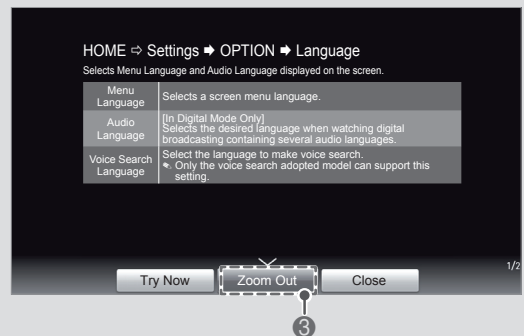 HOME ⇨ Settings ➡ OPTION ➡ Language
Selects Menu Language and Audio Language displayed on the screen.
Menu
Language
Selects a screen menu language.
Audio
Language
[In Digital Mode Only]
Selects the desired language when watching digital
broadcasting containing several audio languages.
Voice Search
Language
Select the language to make voice search.
Only the voice search adopted model can support this
setting.
1/2
Try Now
Zoom Out
Close
3